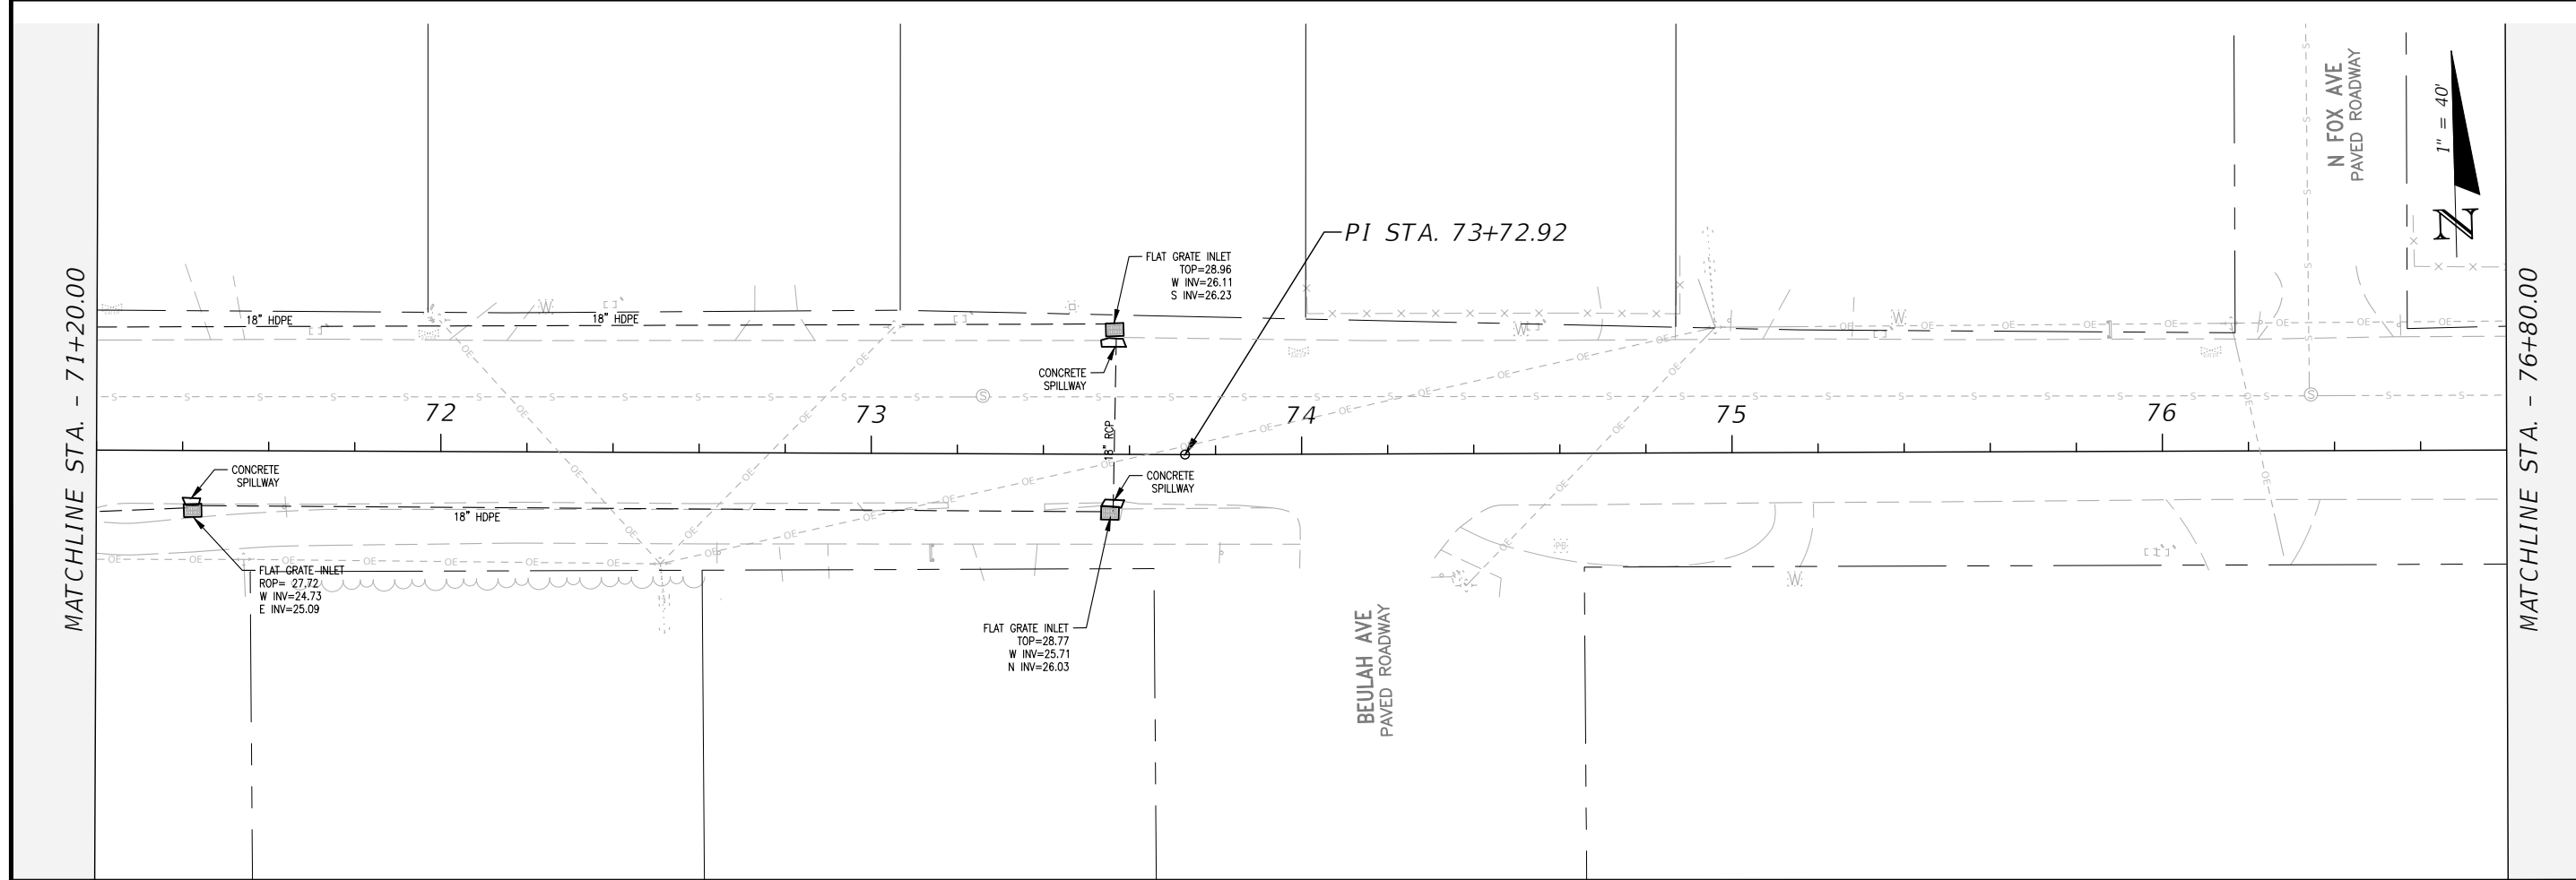 MATCHLINE STA. - 71+20.00
18" HDPE
18" HDPE
FLAT GRATE INLET
TOP=28.96
W INV=26.11
S INV=26.23
CONCRETE
SPILLWAY
PI STA. 73+72.92
N FOX AVE
PAVED ROADWAY
1" = 40'
N
72
73
74
75
76
18" RCP
CONCRETE
SPILLWAY
CONCRETE
SPILLWAY
18" HDPE
FLAT GRATE INLET
ROP= 27.72
W INV=24.73
E INV=25.09
FLAT GRATE INLET
TOP=28.77
W INV=25.71
N INV=26.03
BEULAH AVE
PAVED ROADWAY
MATCHLINE STA. - 76+80.00